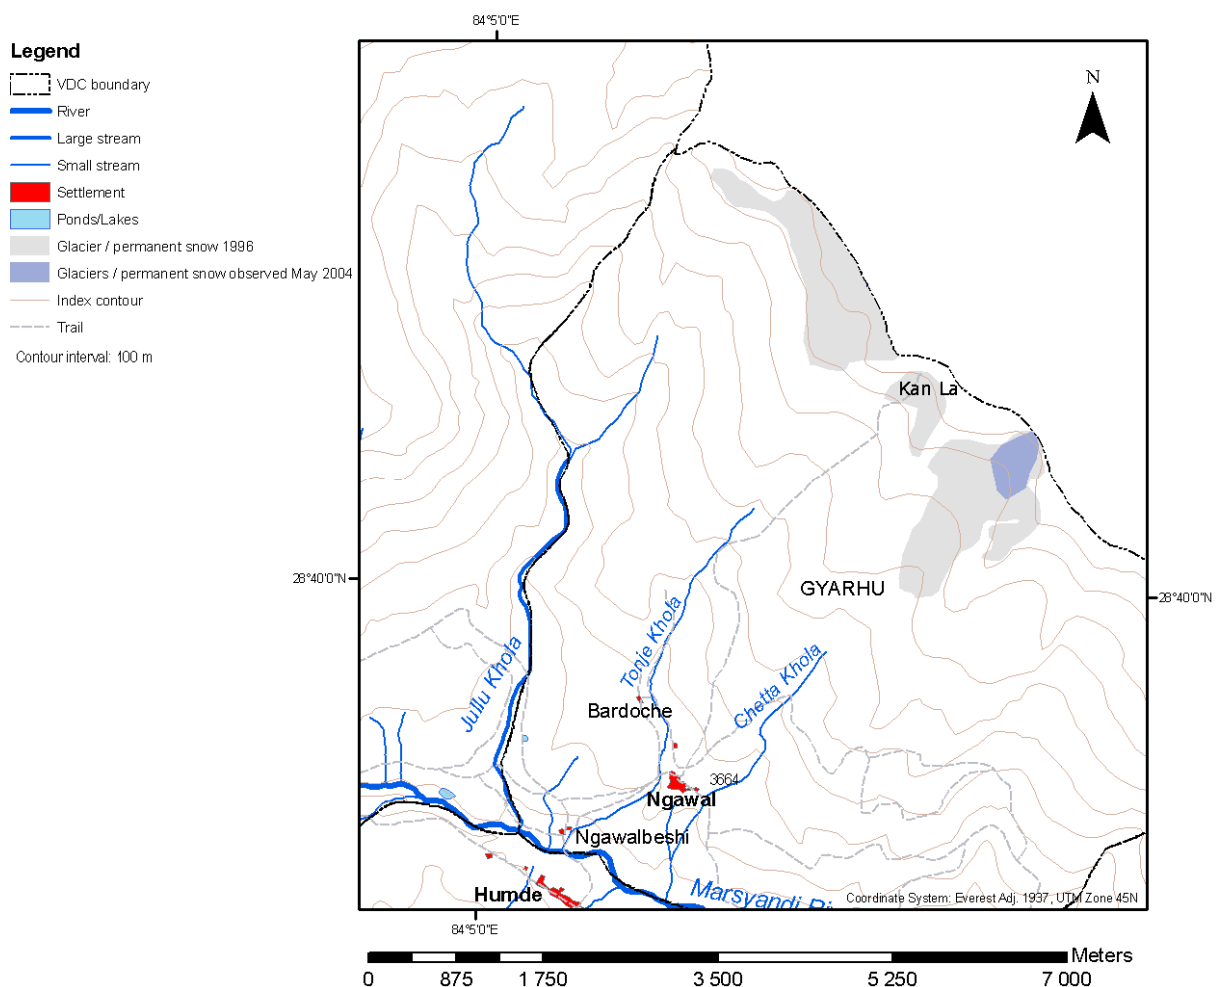 84°5'0"E
Legend
VDC boundary
River
Large stream
Small stream
Settlement
Ponds/Lakes
Glacier / permanent snow 1996
Glaciers / permanent snow observed May 2004
Index contour
Trail
Contour interval: 100 m
N
Kan La
28°40'0"N
GYARHU
28°40'0"N
Tonje Khola
Jullu Khola
Chetta Khola
Bardoche
3664
Ngawal
Ngawalbeshi
Humde
Marsyandi Ri
Coordinate System: Everest Adj. 1937, UTM Zone 45N
84°5'0"E
Meters
0 875 1 750 3 500 5 250 7 000